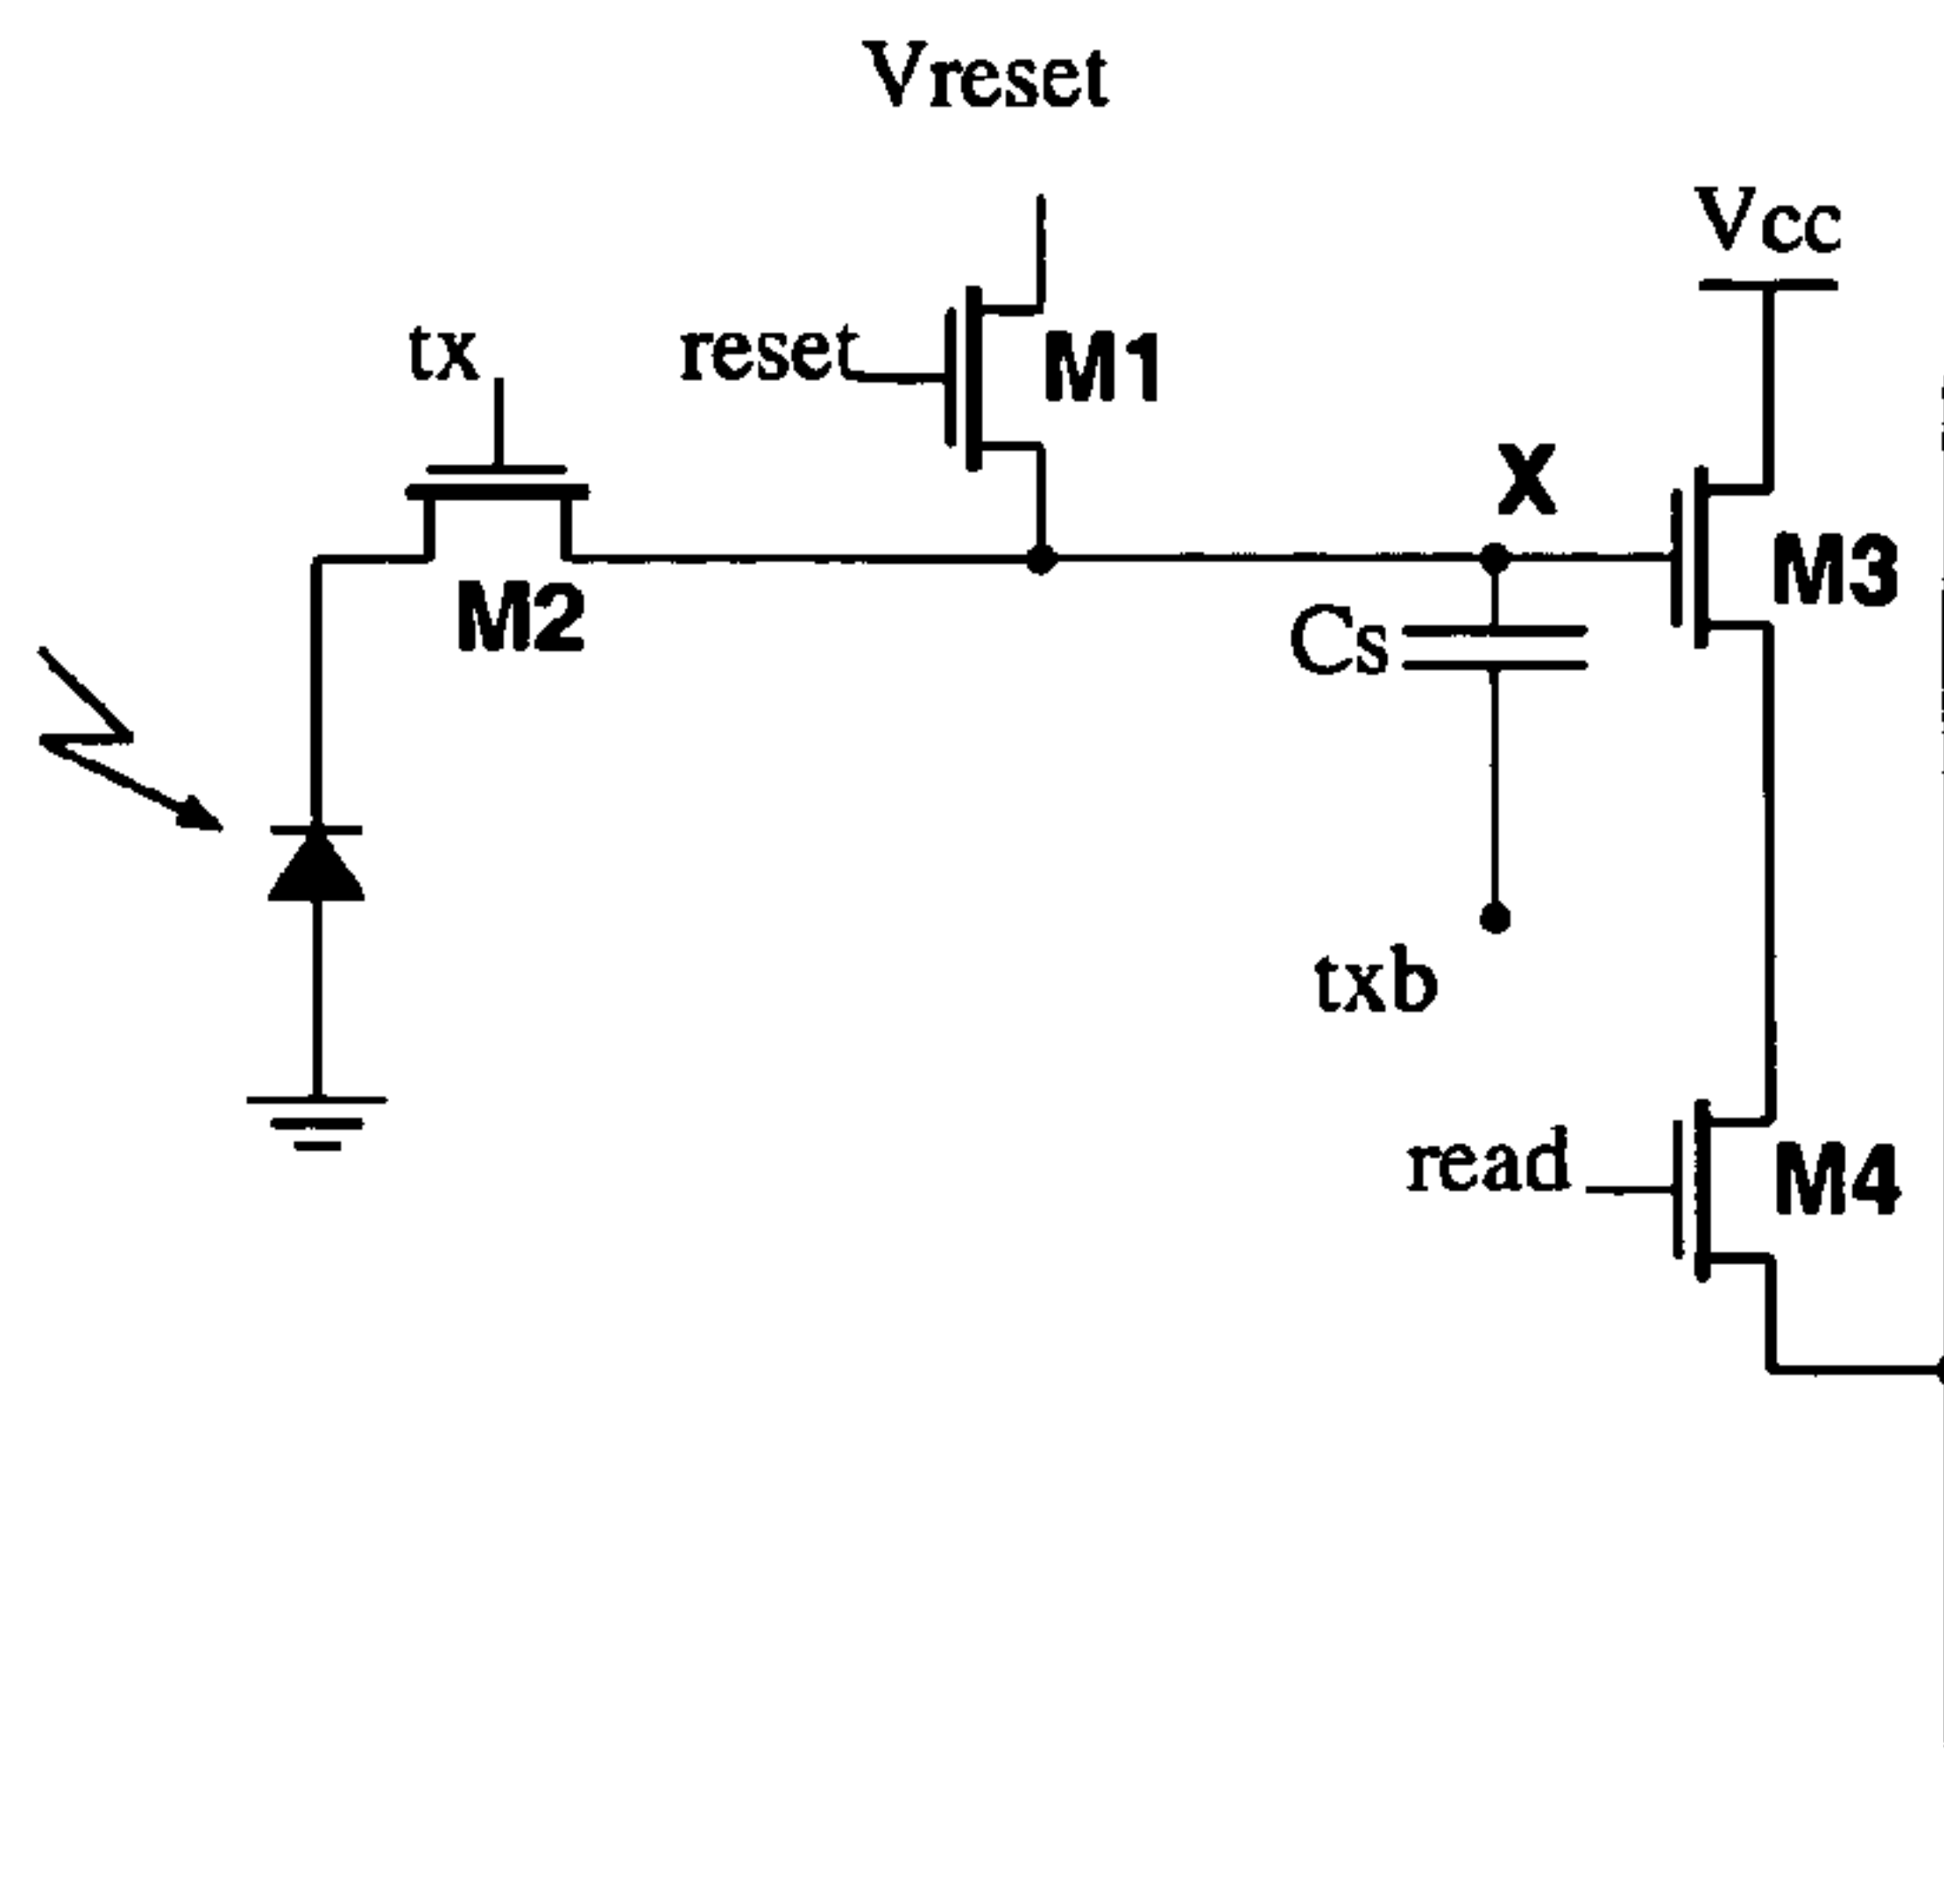 Vreset
Vcc
tx
reset
M1
X
M2
M3
Cs
txb
read
M4